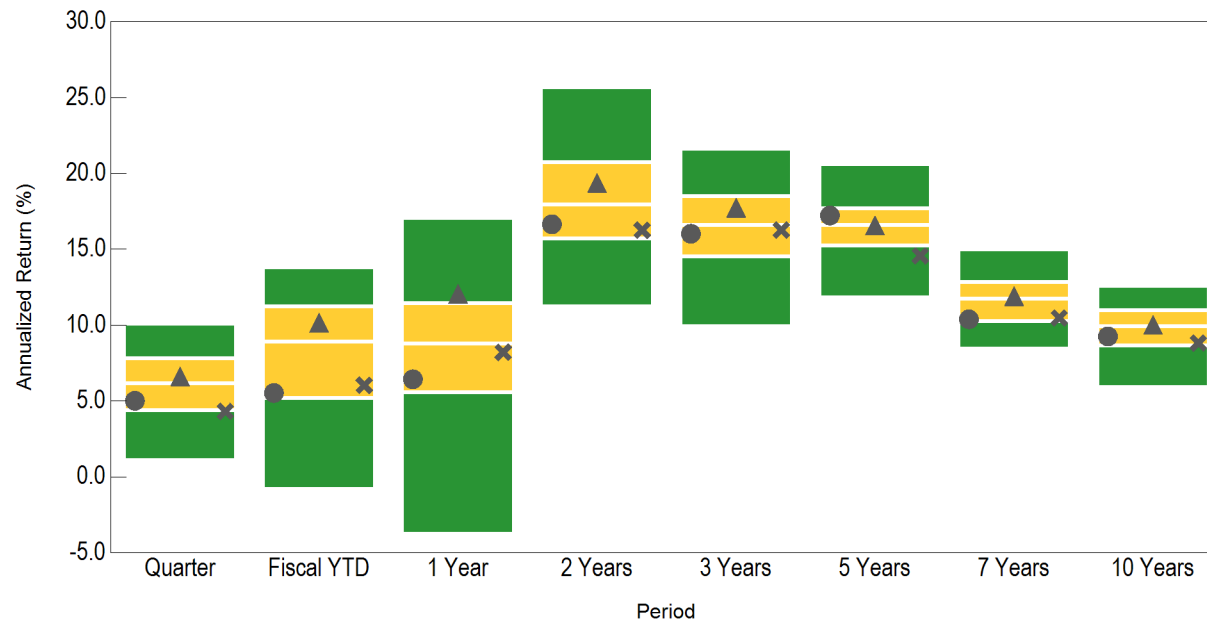 30.0
25.0
20.0
15.0
10.0
5.0
0.0
-5.0
Annualized Return (%)
Quarter Fiscal YTD 1 Year 2 Years 3 Years 5 Years 7 Years 10 Years
Period